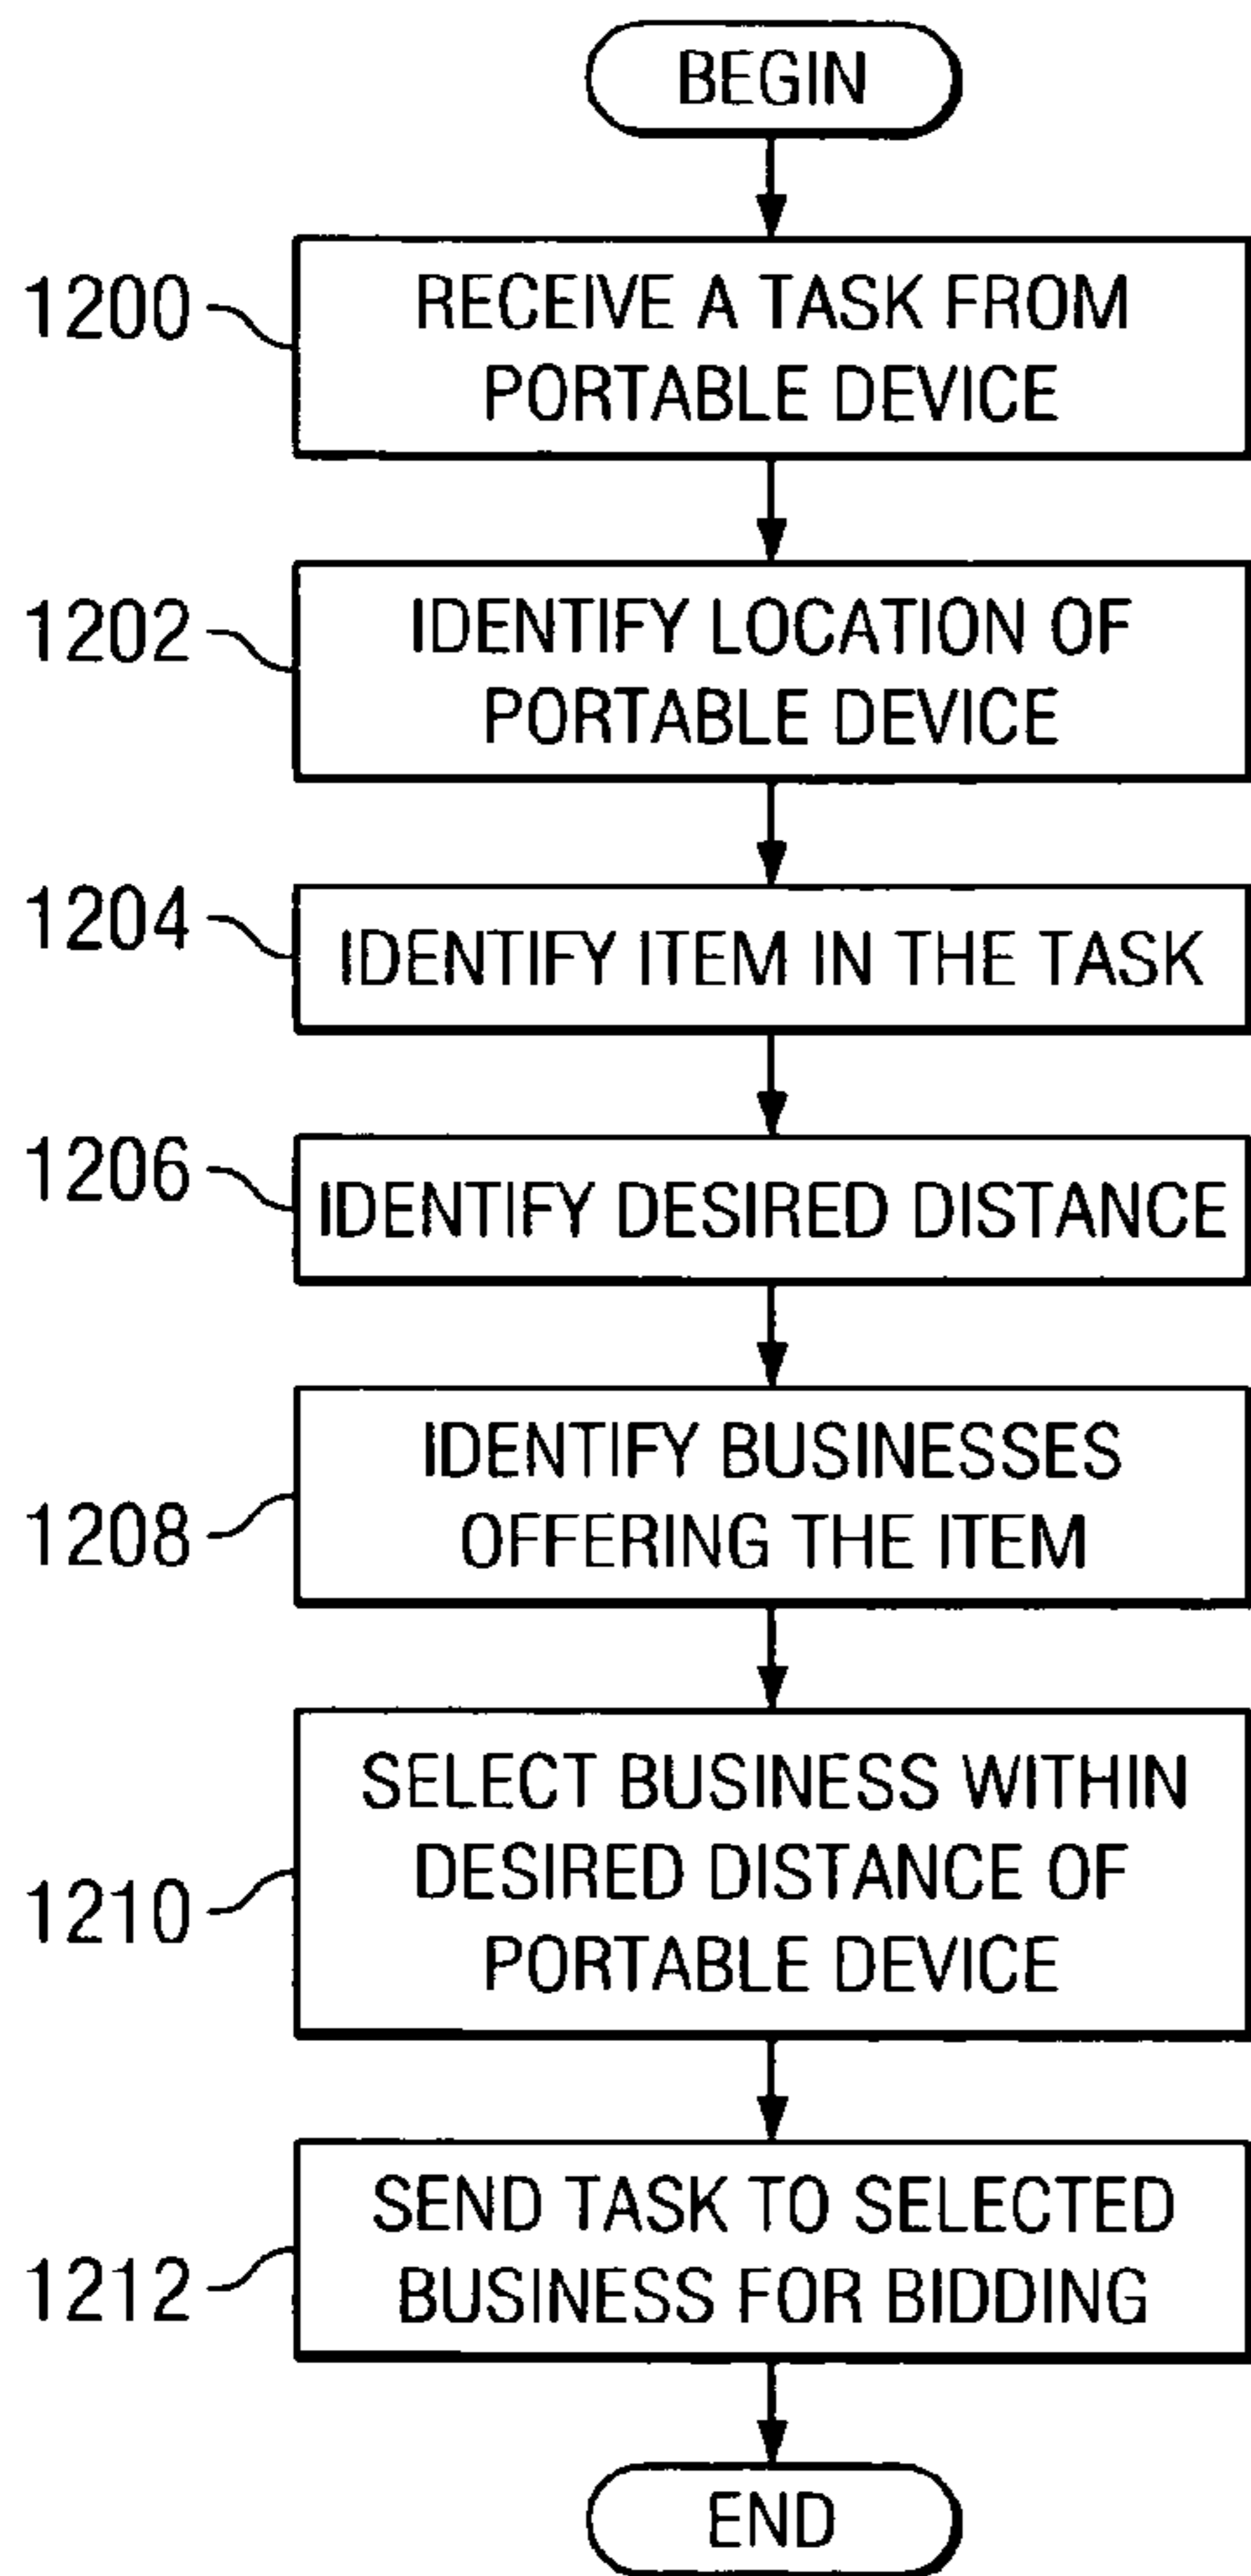 BEGIN
1200
RECEIVE A TASK FROM
PORTABLE DEVICE
1202
IDENTIFY LOCATION OF
PORTABLE DEVICE
1204
IDENTIFY ITEM IN THE TASK
1206
IDENTIFY DESIRED DISTANCE
1208
IDENTIFY BUSINESSES
OFFERING THE ITEM
1210
SELECT BUSINESS WITHIN
DESIRED DISTANCE OF
PORTABLE DEVICE
1212
SEND TASK TO SELECTED
BUSINESS FOR BIDDING
END